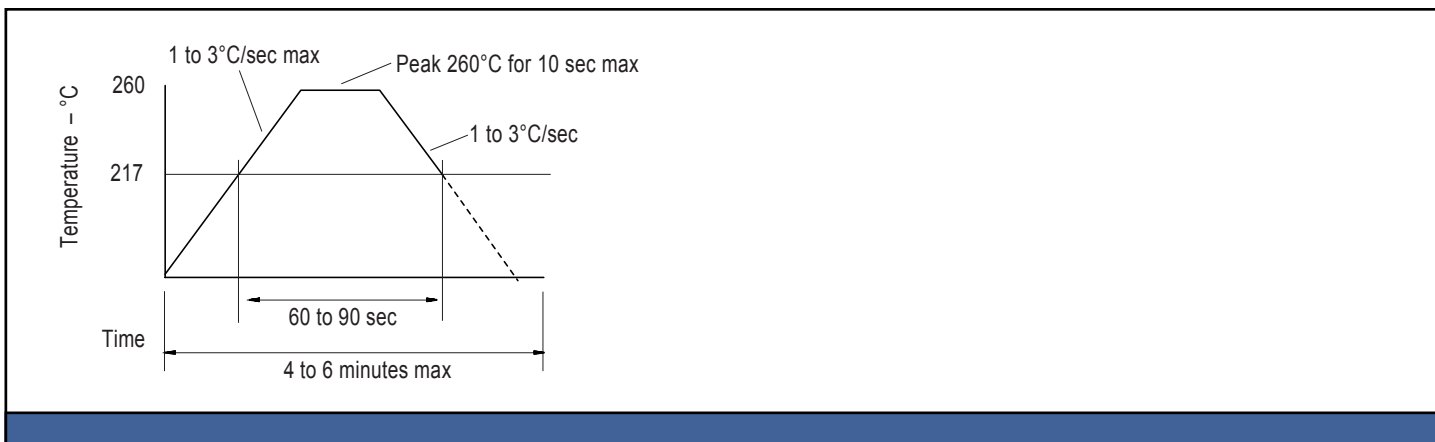 1 to 3°C/sec max
Peak 260°C for 10 sec max
260
1 to 3°C/sec
217
Temperature – °C
60 to 90 sec
Time
4 to 6 minutes max